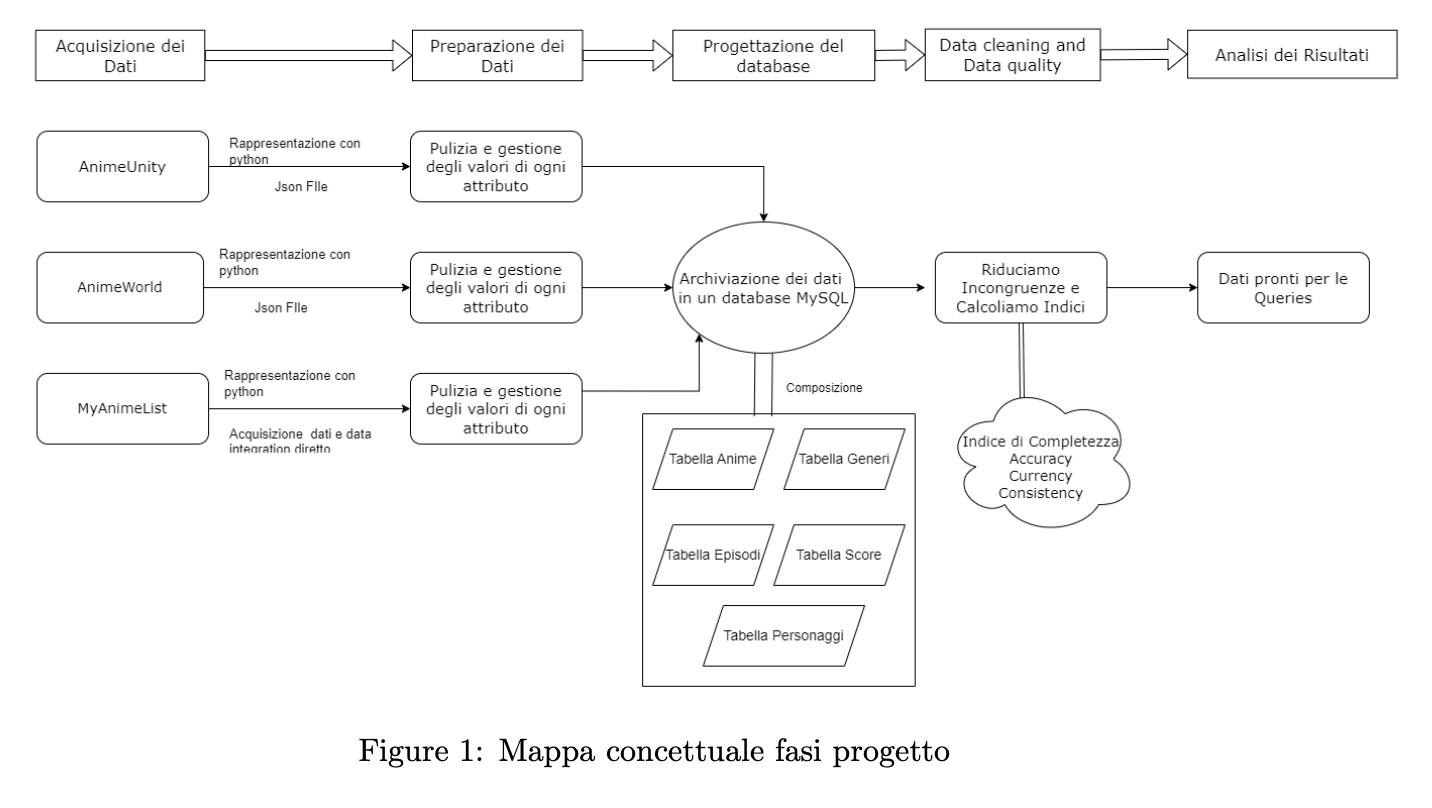 Acquisizione dei
Dati
Preparazione dei
Dati
Progettazione del
database
Data cleaning and
Data quality
Analisi dei Risultati
AnimeUnity
Rappresentazione con
python
Json FIle
Pulizia e gestione
degli valori di ogni
attributo
AnimeWorld
Rappresentazione con
python
Json FIle
Pulizia e gestione
degli valori di ogni
attributo
Archiviazione dei dati
in un database MySQL
Riduciamo
Incongruenze e
Calcoliamo Indici
Dati pronti per le
Queries
MyAnimeList
Rappresentazione con
python
Acquisizione dati e data
integration diretto
Pulizia e gestione
degli valori di ogni
attributo
Composizione
Tabella Anime
Tabella Generi
Tabella Episodi
Tabella Score
Tabella Personaggi
Indice di Completezza
Accuracy
Currency
Consistency
Figure 1: Mappa concettuale fasi progetto